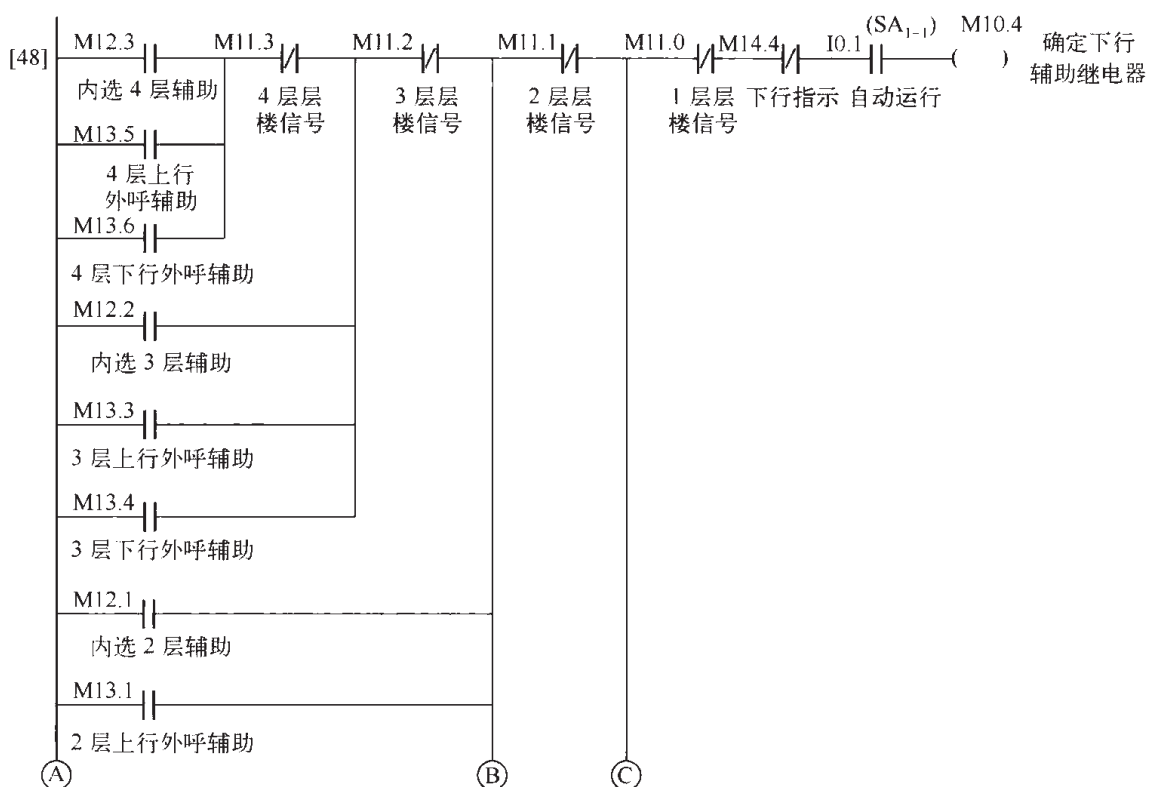 (SA₁₋₁)
[48] M12.3 M11.3 M11.2 M11.1 M11.0 M14.4 I0.1 M10.4
确定下行
辅助继电器
内选 4 层辅助
4 层层
楼信号
3 层层
楼信号
2 层层
楼信号
1 层层
楼信号
下行指示
自动运行
M13.5
4 层上行
外呼辅助
M13.6
4 层下行外呼辅助
M12.2
内选 3 层辅助
M13.3
3 层上行外呼辅助
M13.4
3 层下行外呼辅助
M12.1
内选 2 层辅助
M13.1
2 层上行外呼辅助
A B C